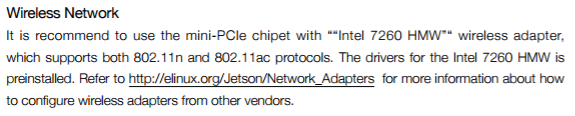 Wireless Network
It is recommend to use the mini-PCIe chipet with ““Intel 7260 HMW”“ wireless adapter,
which supports both 802.11n and 802.11ac protocols. The drivers for the Intel 7260 HMW is
preinstalled. Refer to http://elinux.org/Jetson/Network_Adapters for more information about how
to configure wireless adapters from other vendors.